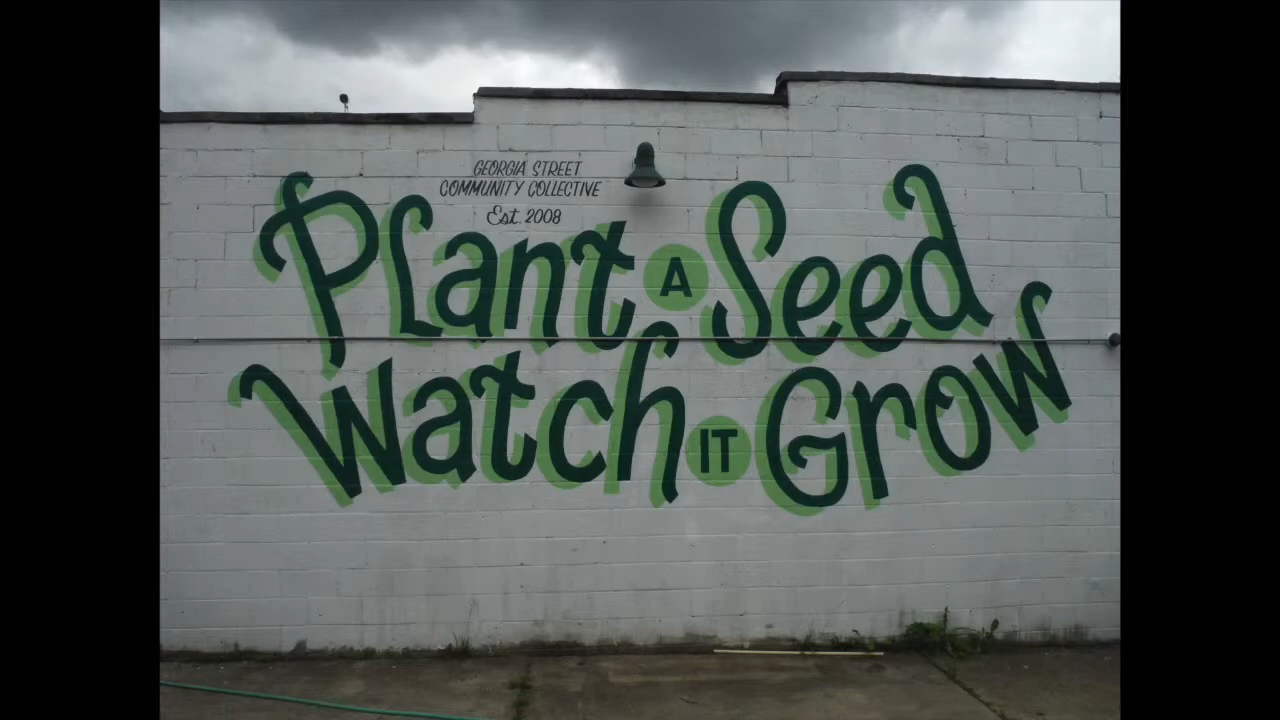 GEORGIA STREET
COMMUNITY COLLECTIVE
Est. 2008
Plant A Seed
Watch IT Grow